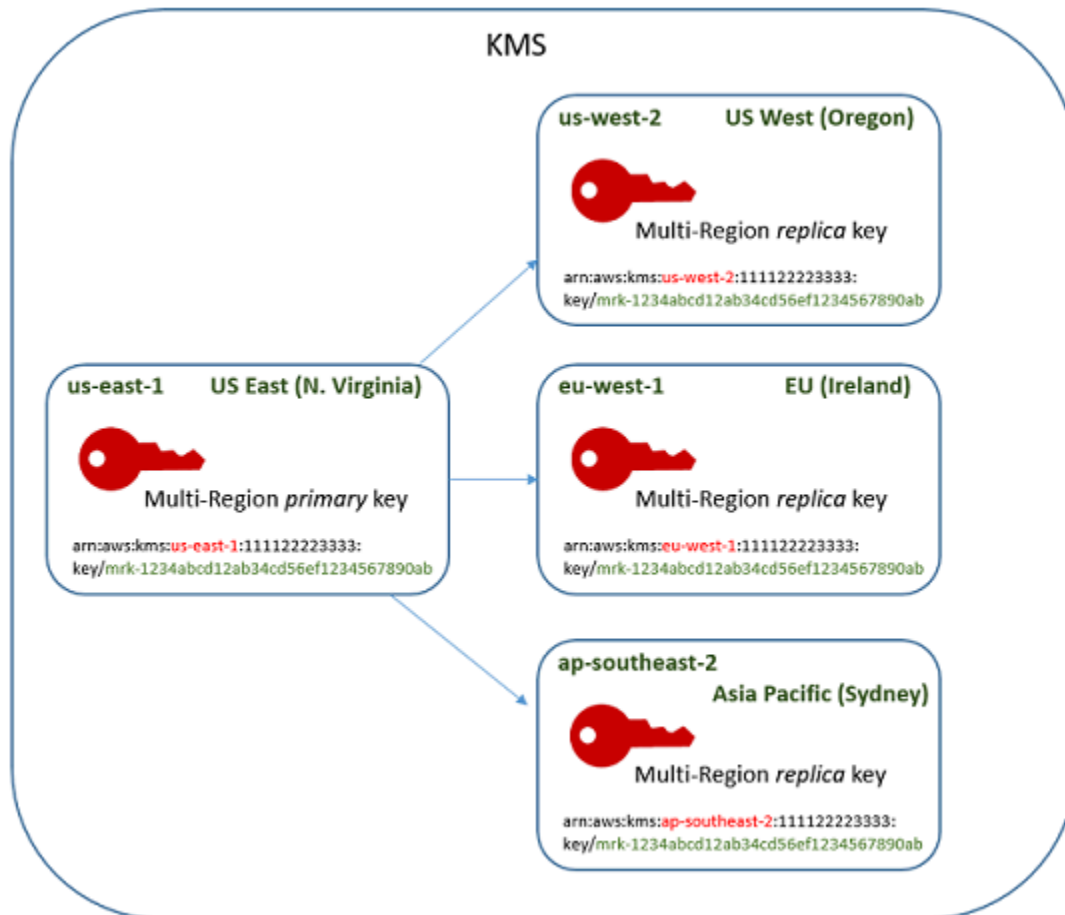 KMS
us-west-2 US West (Oregon)
Multi-Region replica key
arn:aws:kms:us-west-2:111122223333:
key/mrk-1234abcd12ab34cd56ef1234567890ab
us-east-1 US East (N. Virginia)
Multi-Region primary key
arn:aws:kms:us-east-1:111122223333:
key/mrk-1234abcd12ab34cd56ef1234567890ab
eu-west-1 EU (Ireland)
Multi-Region replica key
arn:aws:kms:eu-west-1:111122223333:
key/mrk-1234abcd12ab34cd56ef1234567890ab
ap-southeast-2
Asia Pacific (Sydney)
Multi-Region replica key
arn:aws:kms:ap-southeast-2:111122223333:
key/mrk-1234abcd12ab34cd56ef1234567890ab